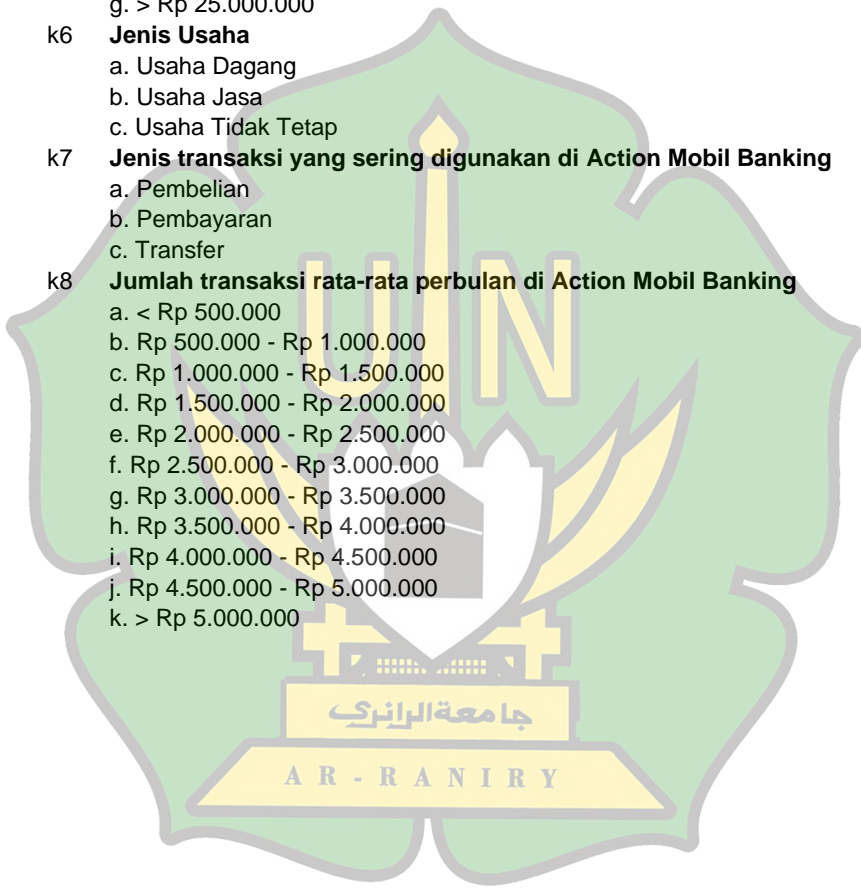 g. > Rp 25.000.000
k6 Jenis Usaha
a. Usaha Dagang
b. Usaha Jasa
c. Usaha Tidak Tetap
k7 Jenis transaksi yang sering digunakan di Action Mobil Banking
a. Pembelian
b. Pembayaran
c. Transfer
k8 Jumlah transaksi rata-rata perbulan di Action Mobil Banking
a. < Rp 500.000
b. Rp 500.000 - Rp 1.000.000
c. Rp 1.000.000 - Rp 1.500.000
d. Rp 1.500.000 - Rp 2.000.000
e. Rp 2.000.000 - Rp 2.500.000
f. Rp 2.500.000 - Rp 3.000.000
g. Rp 3.000.000 - Rp 3.500.000
h. Rp 3.500.000 - Rp 4.000.000
i. Rp 4.000.000 - Rp 4.500.000
j. Rp 4.500.000 - Rp 5.000.000
k. > Rp 5.000.000
UIN
جامعة الرانري
AR-RANIRY